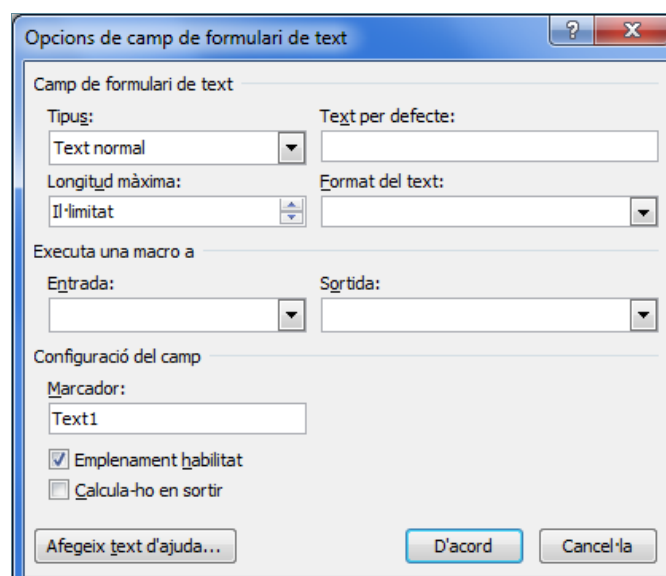 Opcions de camp de formulari de text
Camp de formulari de text
Tipus: Text per defecte:
Text normal
Longitud màxima: Format del text:
Il·limitat
Executa una macro a
Entrada: Sortida:
Configuració del camp
Marcador:
Text1
Emplenament habilitat
Calcula-ho en sortir
Afegeix text d'ajuda... D'acord Cancel·la